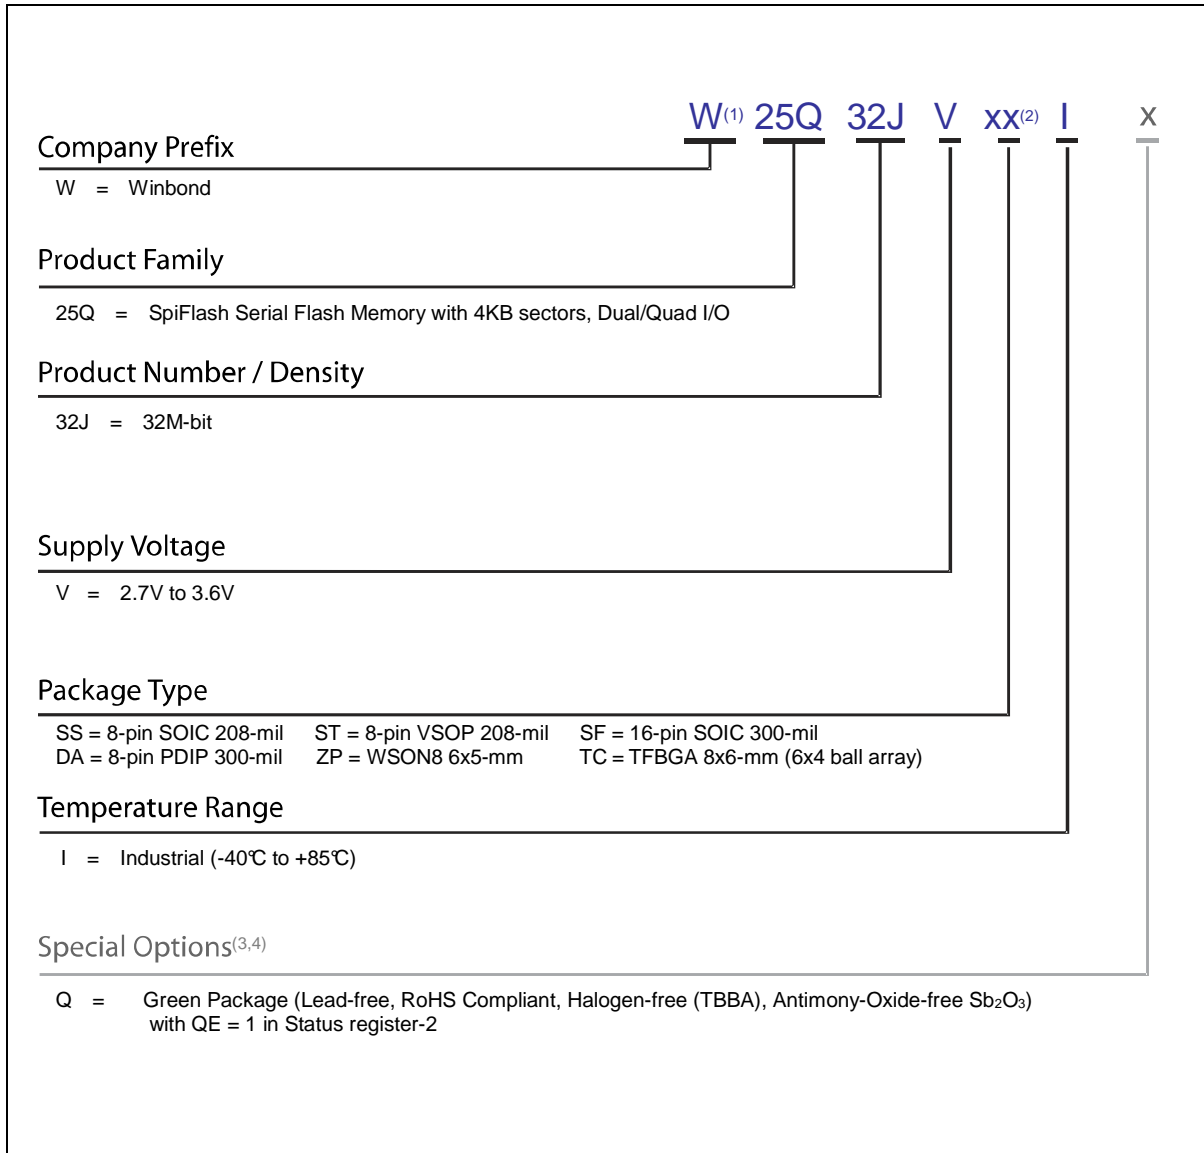 W(1) 25Q 32J V xx(2) I x
Company Prefix
W = Winbond
Product Family
25Q = SpiFlash Serial Flash Memory with 4KB sectors, Dual/Quad I/O
Product Number / Density
32J = 32M-bit
Supply Voltage
V = 2.7V to 3.6V
Package Type
SS = 8-pin SOIC 208-mil ST = 8-pin VSOP 208-mil SF = 16-pin SOIC 300-mil
DA = 8-pin PDIP 300-mil ZP = WSON8 6x5-mm TC = TFBGA 8x6-mm (6x4 ball array)
Temperature Range
I = Industrial (-40°C to +85°C)
Special Options(3,4)
Q = Green Package (Lead-free, RoHS Compliant, Halogen-free (TBBA), Antimony-Oxide-free Sb₂O₃)
with QE = 1 in Status register-2